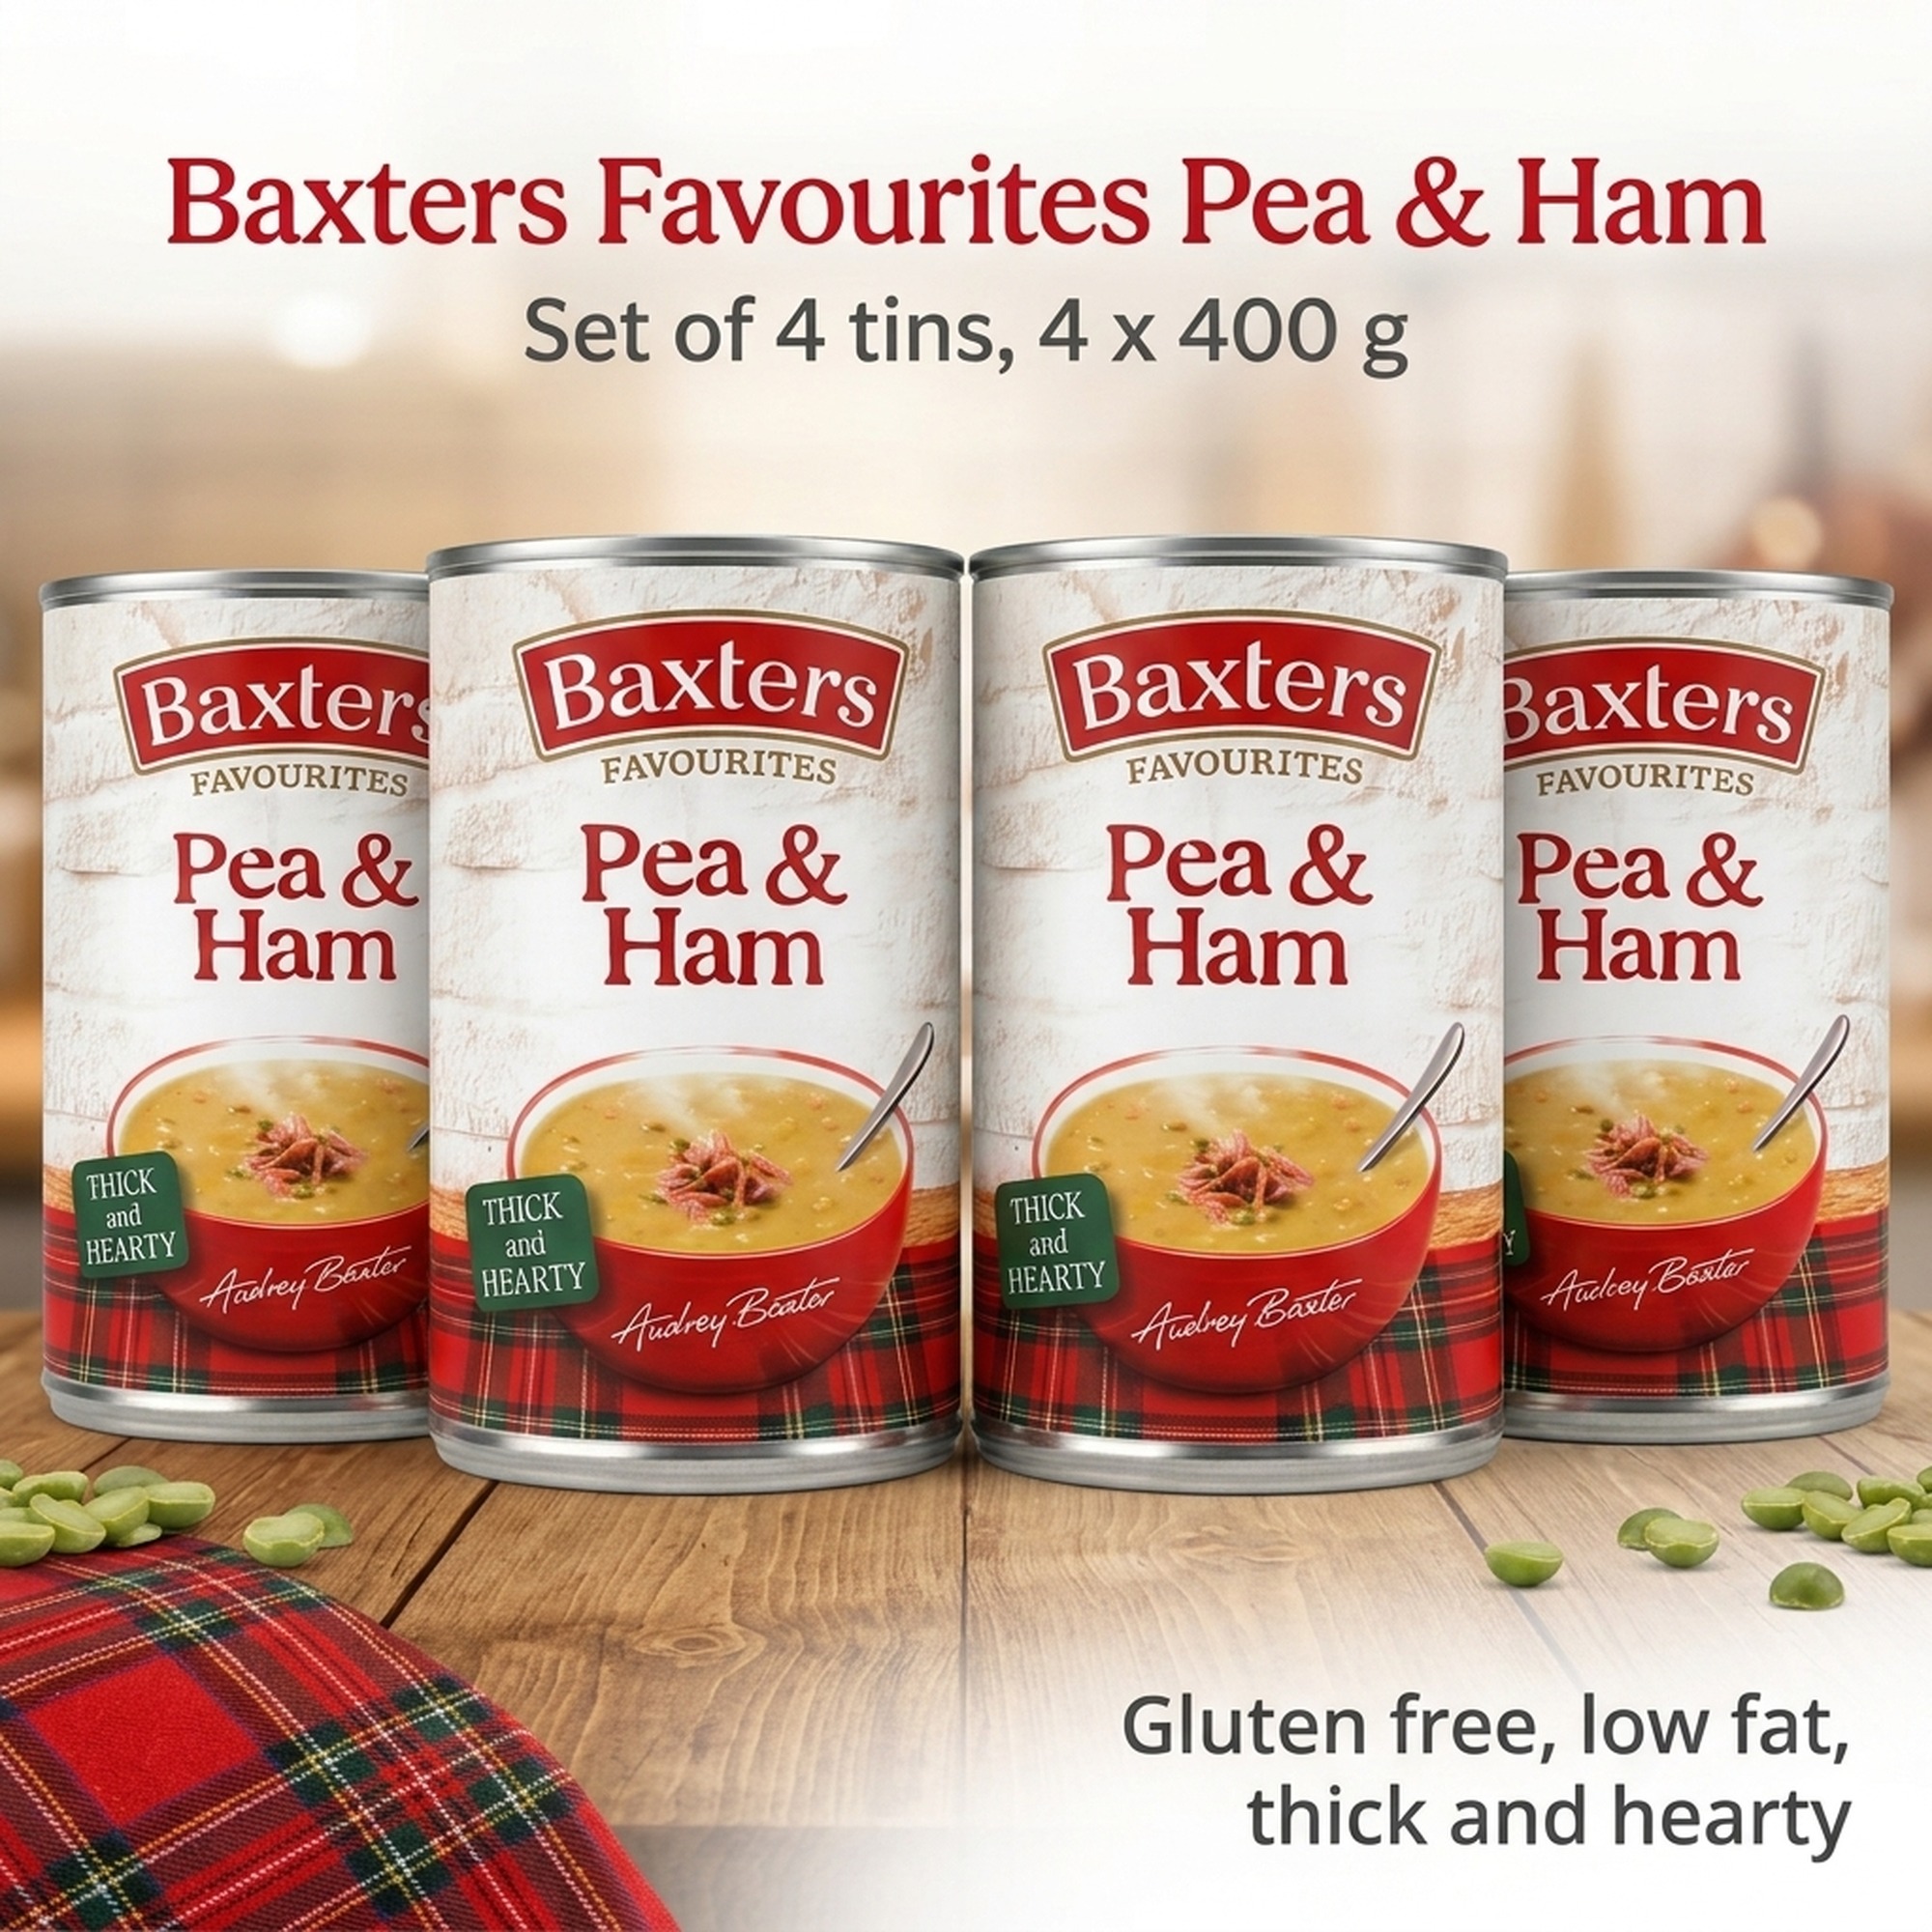 Baxters Favourites Pea & Ham
Set of 4 tins, 4 x 400 g
Baxters
FAVOURITES
Pea &
Ham
THICK
and
HEARTY
Audrey Baxter
Baxters
FAVOURITES
Pea &
Ham
THICK
and
HEARTY
Audrey Baxter
Baxters
FAVOURITES
Pea &
Ham
THICK
and
HEARTY
Audrey Baxter
Baxters
FAVOURITES
Pea &
Ham
Y
Audrey Baxter
Gluten free, low fat,
thick and hearty